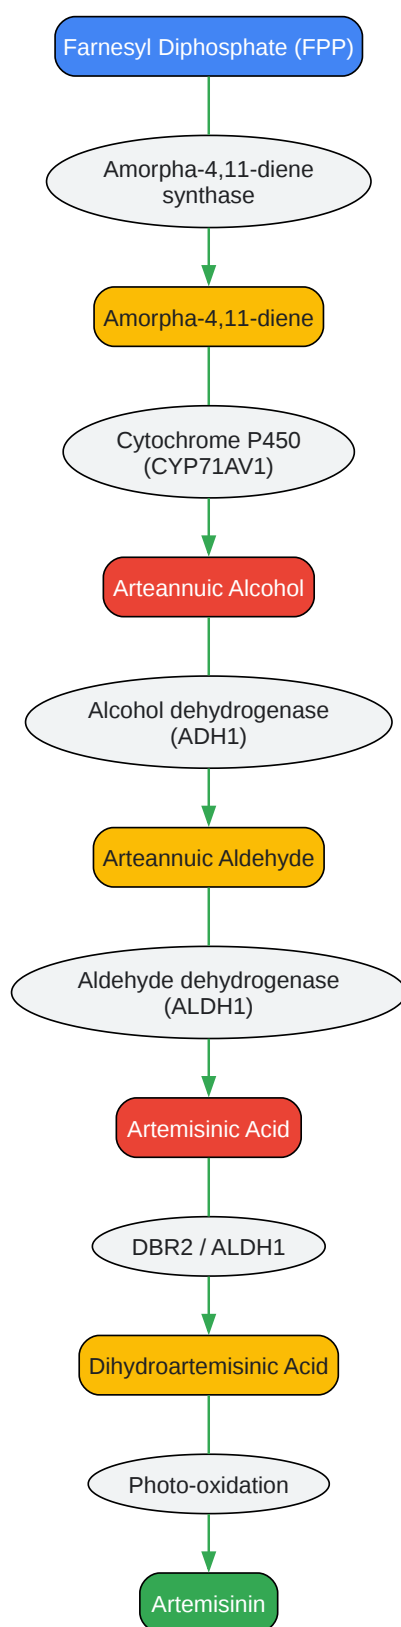 Farnesyl Diphosphate (FPP)
Amorpha-4,11-diene
synthase
Amorpha-4,11-diene
Cytochrome P450
(CYP71AV1)
Arteannuic Alcohol
Alcohol dehydrogenase
(ADH1)
Arteannuic Aldehyde
Aldehyde dehydrogenase
(ALDH1)
Artemisinic Acid
DBR2 / ALDH1
Dihydroartemisinic Acid
Photo-oxidation
Artemisinin